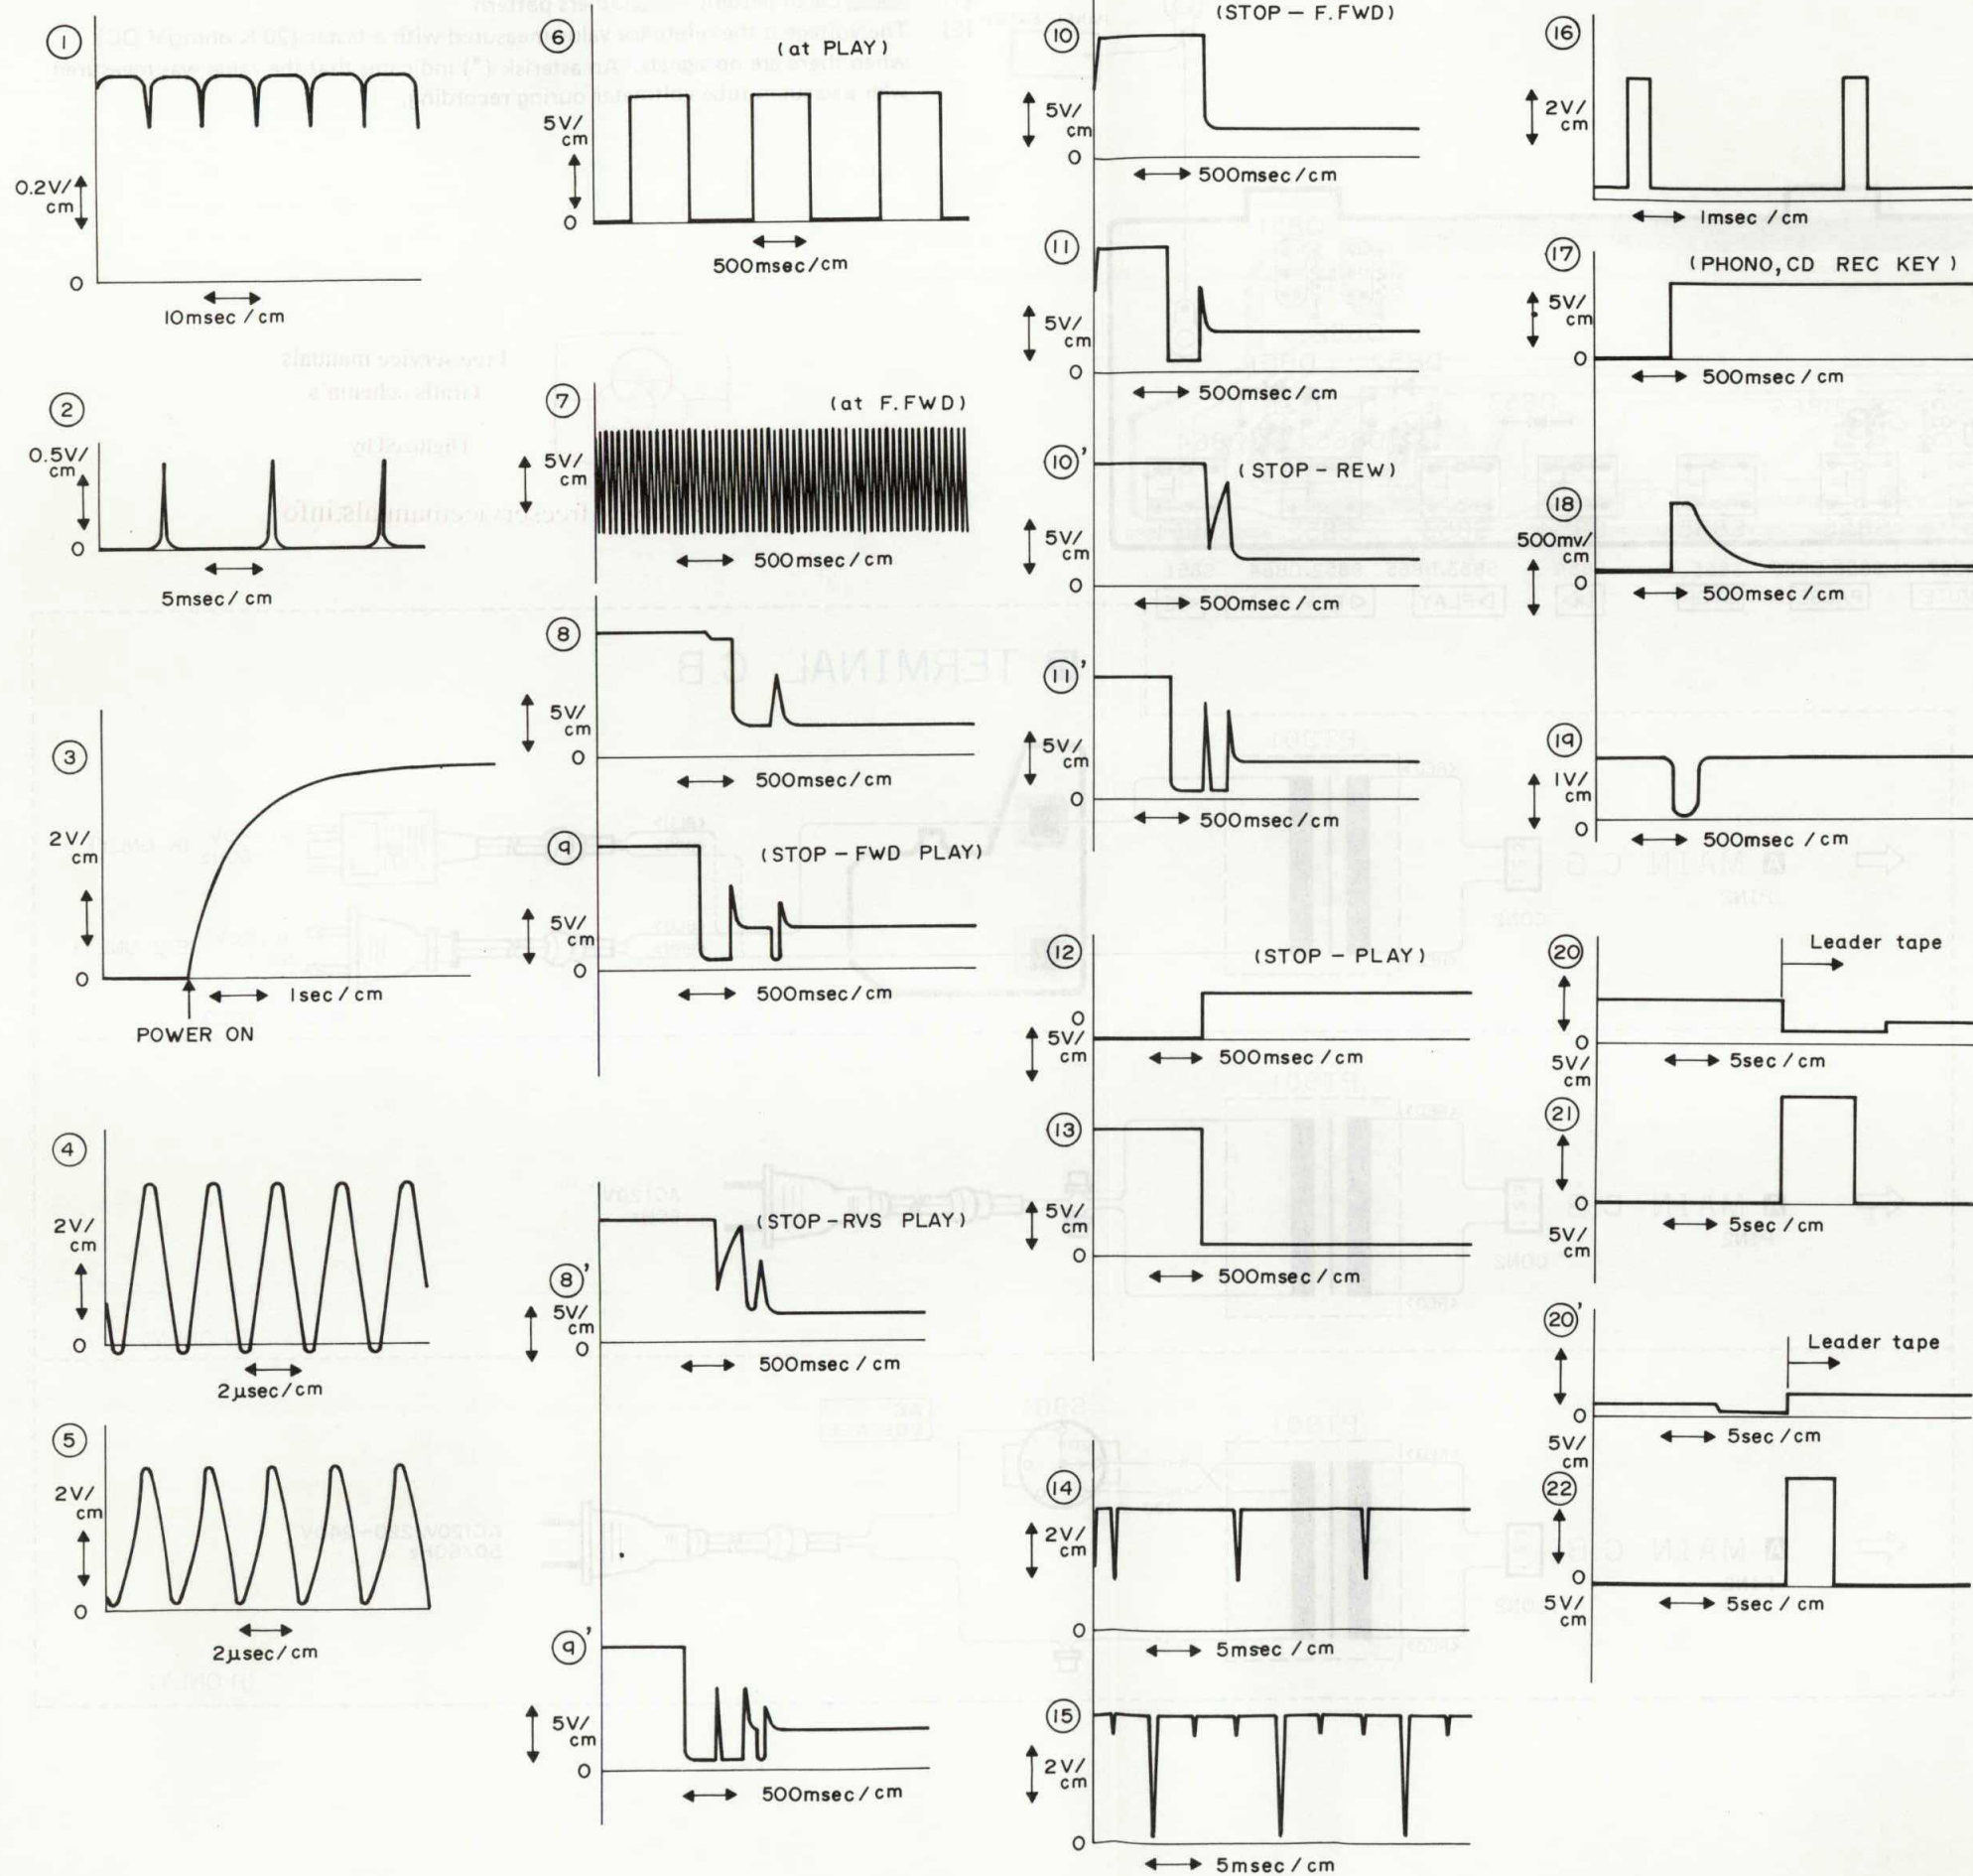 ①
0.2V/
cm
0
10msec / cm
②
0.5V/
cm
0
5msec / cm
③
2V/
cm
0
1sec / cm
POWER ON
④
2V/
cm
0
2μsec / cm
⑤
2V/
cm
0
2μsec / cm
⑥
(at PLAY)
5V/
cm
0
500msec/cm
⑦
(at F.FWD)
5V/
cm
500msec / cm
⑧
5V/
cm
0
500msec / cm
⑨
(STOP – FWD PLAY)
5V/
cm
0
500msec / cm
(STOP – RVS PLAY)
⑧'
5V/
cm
0
500msec / cm
⑨'
5V/
cm
0
500msec / cm
(STOP – F.FWD)
⑩
5V/
cm
0
500msec / cm
⑪
5V/
cm
0
500msec / cm
⑩'
(STOP – REW)
5V/
cm
0
500msec / cm
⑪'
5V/
cm
0
500msec / cm
⑫
(STOP – PLAY)
0
5V/
cm
500msec / cm
⑬
5V/
cm
0
500msec / cm
⑭
2V/
cm
0
5msec / cm
⑮
2V/
cm
0
5msec / cm
⑯
2V/
cm
1msec / cm
⑰
(PHONO, CD REC KEY)
5V/
cm
0
500msec / cm
⑱
500mv/
cm
0
500msec / cm
⑲
1V/
cm
0
500msec / cm
⑳
Leader tape
0
5V/
cm
5sec / cm
㉑
0
5V/
cm
5sec / cm
⑳'
Leader tape
0
5V/
cm
5sec / cm
㉒
0
5V/
cm
5sec / cm